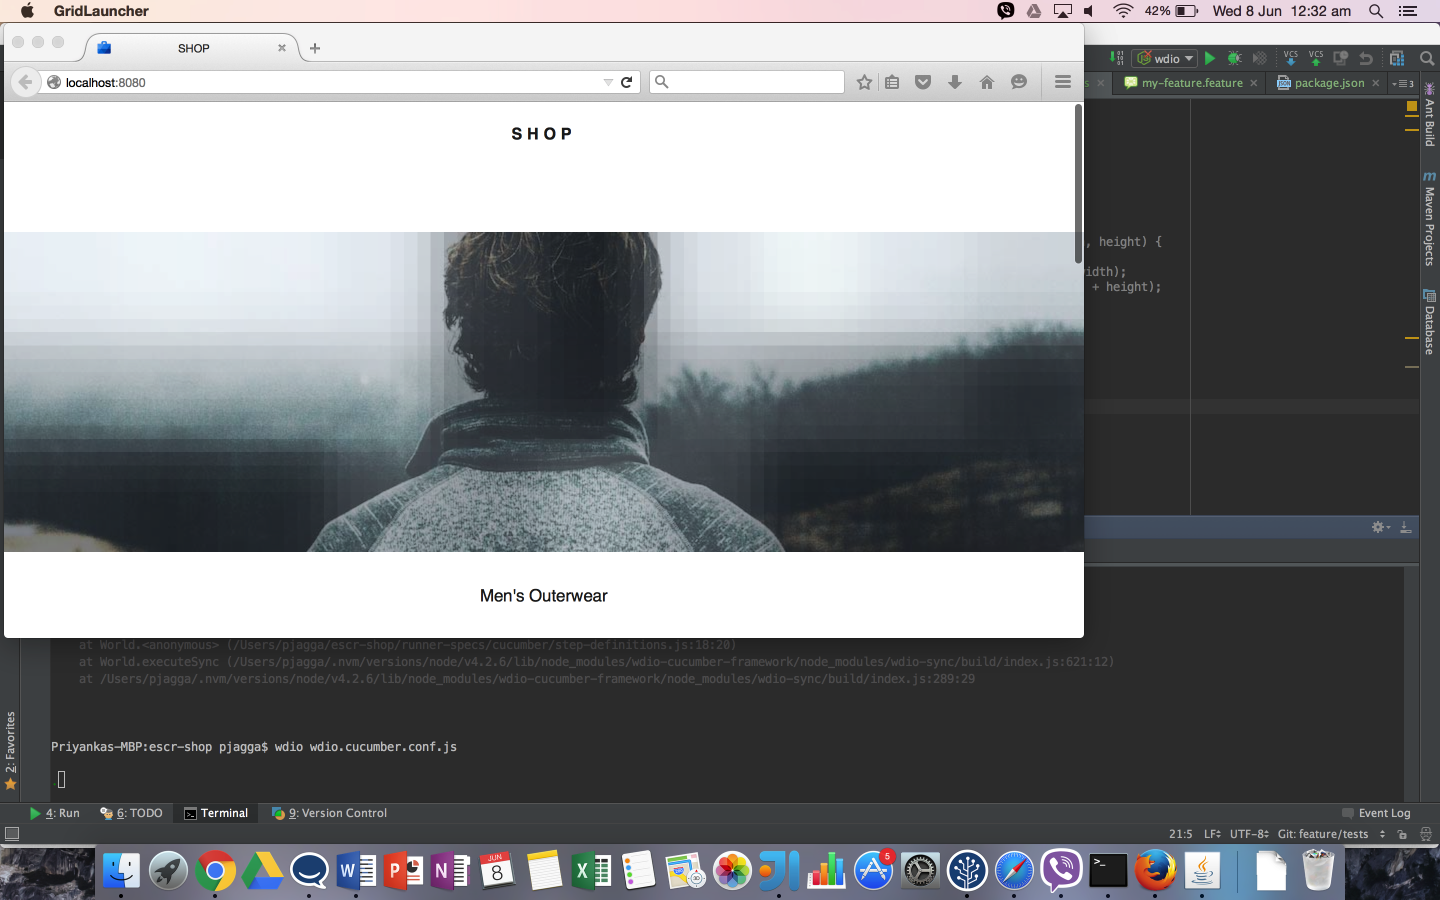 GridLauncher
42%
Wed 8 Jun 12:32 am
SHOP
localhost:8080
wdio
VCS
VCS
my-feature.feature
package.json
3
SHOP
, height) {
idth);
+ height);
Ant Build
m
Maven Projects
Database
Men's Outerwear
at World.<anonymous> (/Users/pjagga/escr-shop/runner-specs/cucumber/step-definitions.js:18:20)
at World.executeSync (/Users/pjagga/.nvm/versions/node/v4.2.6/lib/node_modules/wdio-cucumber-framework/node_modules/wdio-sync/build/index.js:621:12)
at /Users/pjagga/.nvm/versions/node/v4.2.6/lib/node_modules/wdio-cucumber-framework/node_modules/wdio-sync/build/index.js:289:29
Priyankas-MBP:escr-shop pjagga$ wdio wdio.cucumber.conf.js
2: Favorites
4: Run
6: TODO
Terminal
9: Version Control
Event Log
21:5
LF
UTF-8
Git: feature/tests
W
P
N
JUN
8
X
5
>_